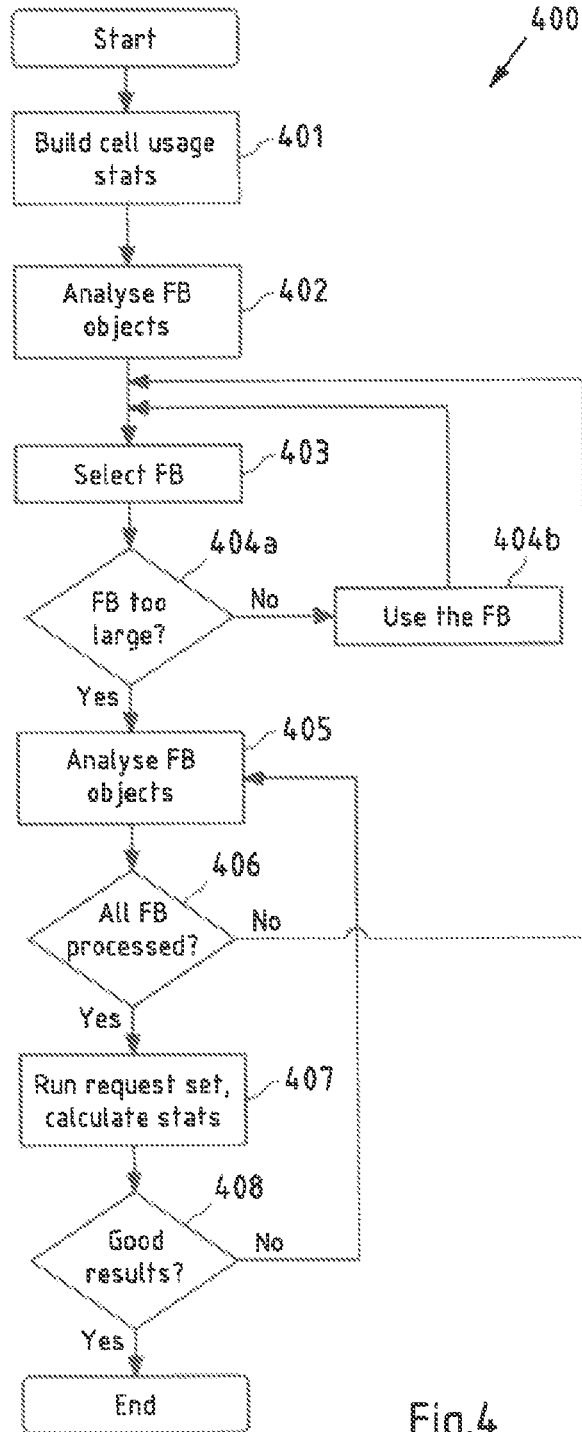 400
Start
Build cell usage
stats
401
Analyse FB
objects
402
Select FB
403
404a
404b
FB too
large?
No
Use the FB
Yes
405
Analyse FB
objects
406
All FB
processed?
No
Yes
Run request set,
calculate stats
407
408
Good
results?
No
Yes
End
Fig.4